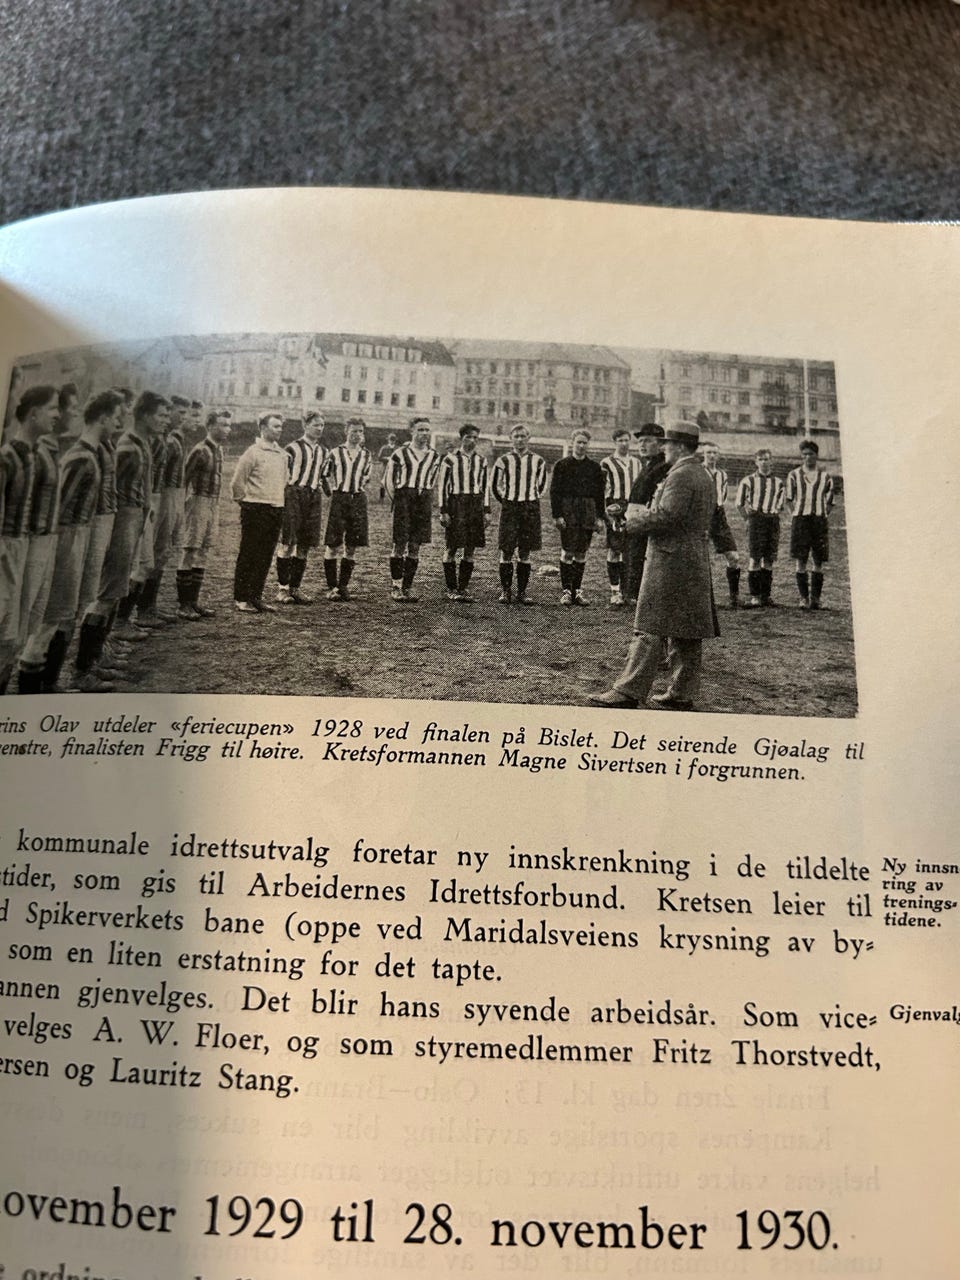 rins Olav utdeler «feriecupen» 1928 ved finalen på Bislet. Det seirende Gjøalag til
enstre, finalisten Frigg til høire. Kretsformannen Magne Sivertsen i forgrunnen.
kommunale idrettsutvalg foretar ny innskrenkning i de tildelte
tider, som gis til Arbeidernes Idrettsforbund. Kretsen leier til
d Spikerverkets bane (oppe ved Maridalsveiens krysning av by-
som en liten erstatning for det tapte.
annen gjenvelges. Det blir hans syvende arbeidsår. Som vice-
velges A. W. Floer, og som styremedlemmer Fritz Thorstvedt,
ersen og Lauritz Stang.
Ny innsn
ring av
trenings-
tidene.
Gjenvalg
ovember 1929 til 28. november 1930.